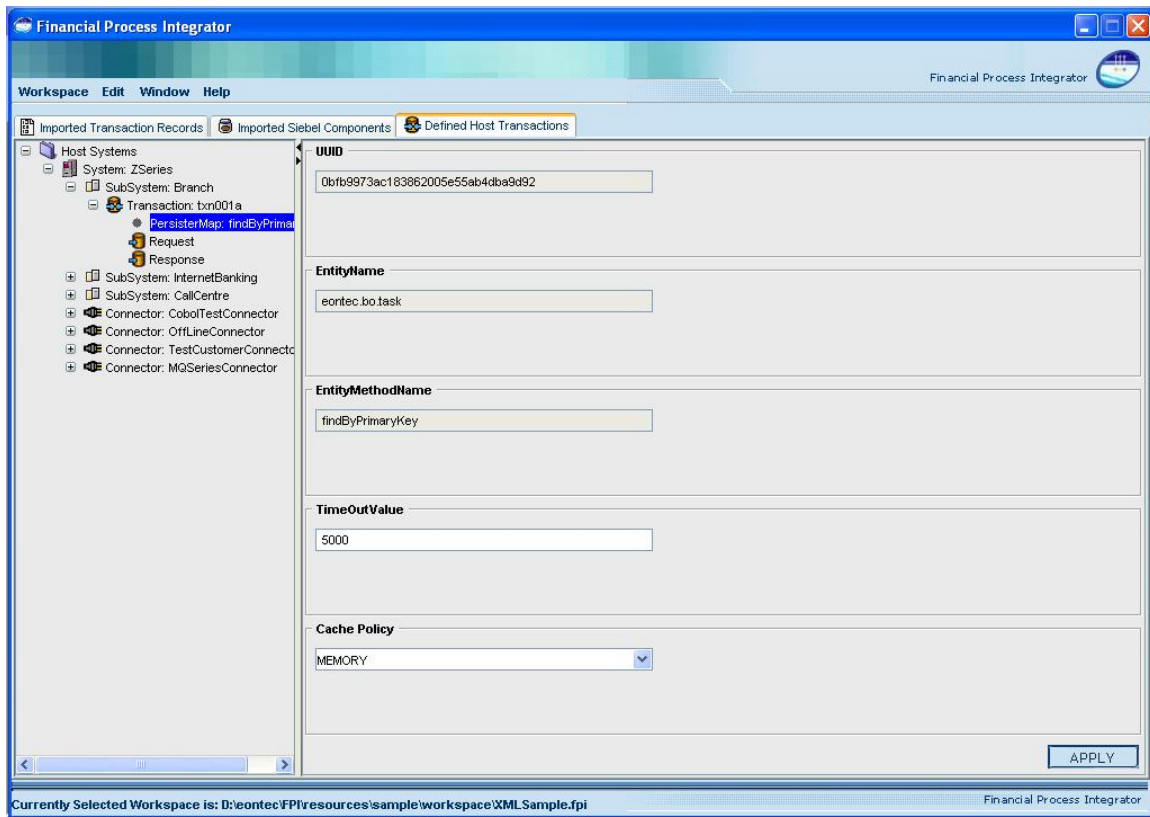 Financial Process Integrator
Financial Process Integrator
Workspace Edit Window Help
Imported Transaction Records Imported Siebel Components Defined Host Transactions
Host Systems
System: ZSeries
SubSystem: Branch
Transaction: txn001a
PersisterMap: findByPrimar
Request
Response
SubSystem: InternetBanking
SubSystem: CallCentre
Connector: CobolTestConnector
Connector: OffLineConnector
Connector: TestCustomerConnecto
Connector: MQSeriesConnector
UUID
0bfb9973ac183862005e55ab4dba9d92
EntityName
eontec.bo.task
EntityMethodName
findByPrimaryKey
TimeOutValue
5000
Cache Policy
MEMORY
APPLY
Currently Selected Workspace is: D:\eontec\FPI\resources\sample\workspace\XMLSample.fpi
Financial Process Integrator